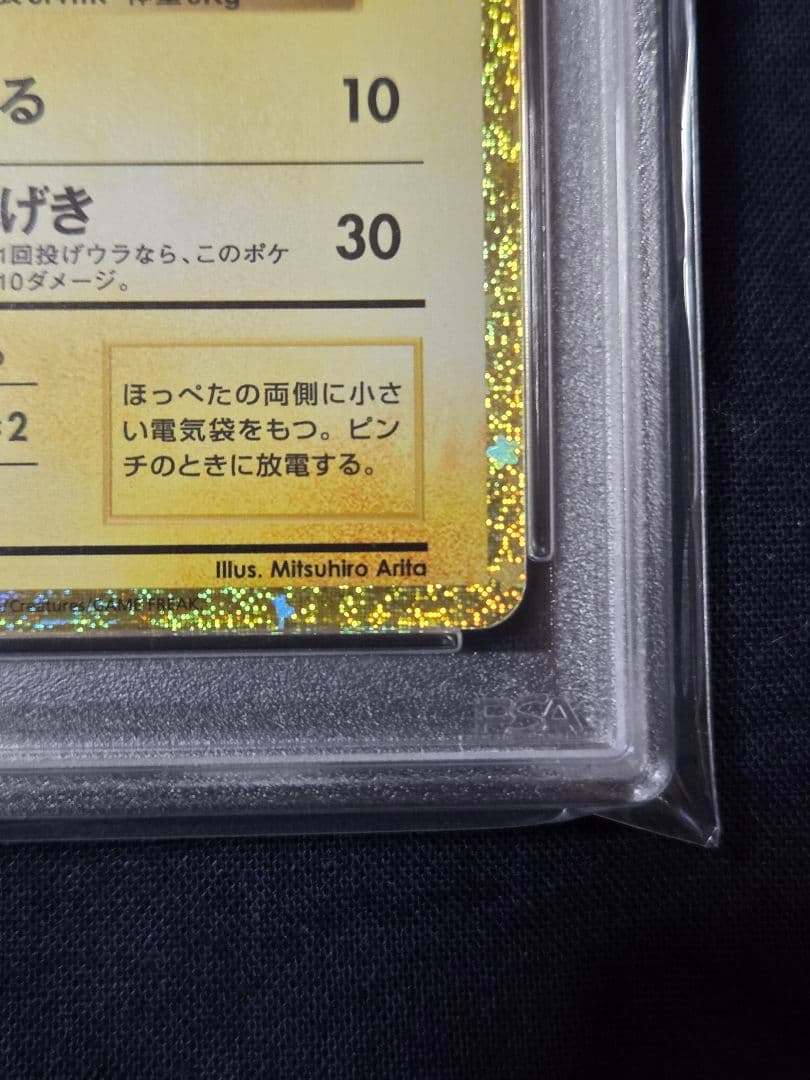 る 10
げき 30
1回投げウラなら、このポケ
10ダメージ。
ほっぺたの両側に小さ
い電気袋をもつ。ピン
チのときに放電する。
2
Illus. Mitsuhiro Arita
/Creatures/GAME FREAK
PSA